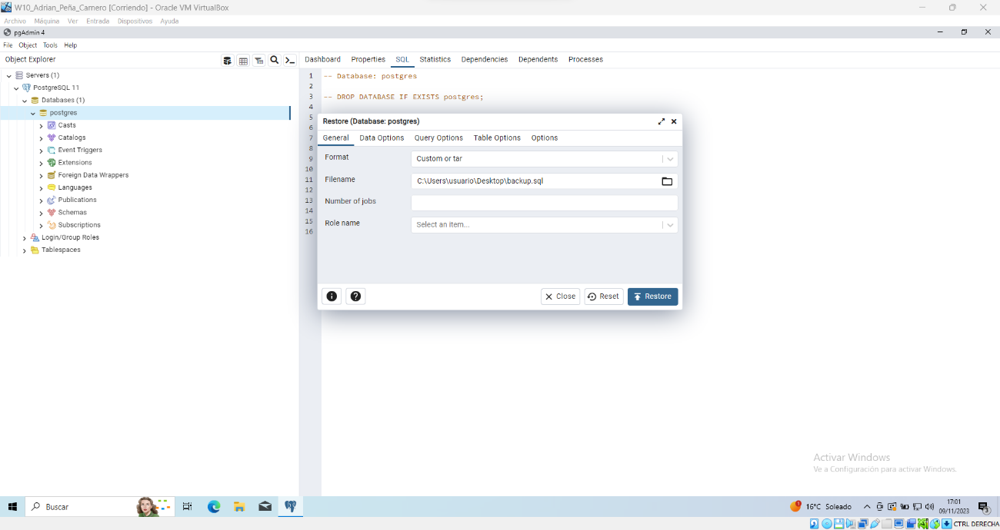 W10_Adrian_Peña_Carnero [Corriendo] - Oracle VM VirtualBox
Archivo Máquina Ver Entrada Dispositivos Ayuda
pgAdmin 4
File Object Tools Help
Object Explorer
Dashboard Properties SQL Statistics Dependencies Dependents Processes
Servers (1)
PostgreSQL 11
Databases (1)
postgres
Casts
Catalogs
Event Triggers
Extensions
Foreign Data Wrappers
Languages
Publications
Schemas
Subscriptions
Login/Group Roles
Tablespaces
1 -- Database: postgres
2
3 -- DROP DATABASE IF EXISTS postgres;
4
5
6
7
8
9
10
11
12
13
14
15
16
Restore (Database: postgres)
General Data Options Query Options Table Options Options
Format Custom or tar
Filename C:\Users\usuario\Desktop\backup.sql
Number of jobs
Role name Select an item...
Close Reset Restore
Activar Windows
Ve a Configuración para activar Windows.
Buscar
1
16°C Soleado
17:01
09/11/2023
3
CTRL DERECHA